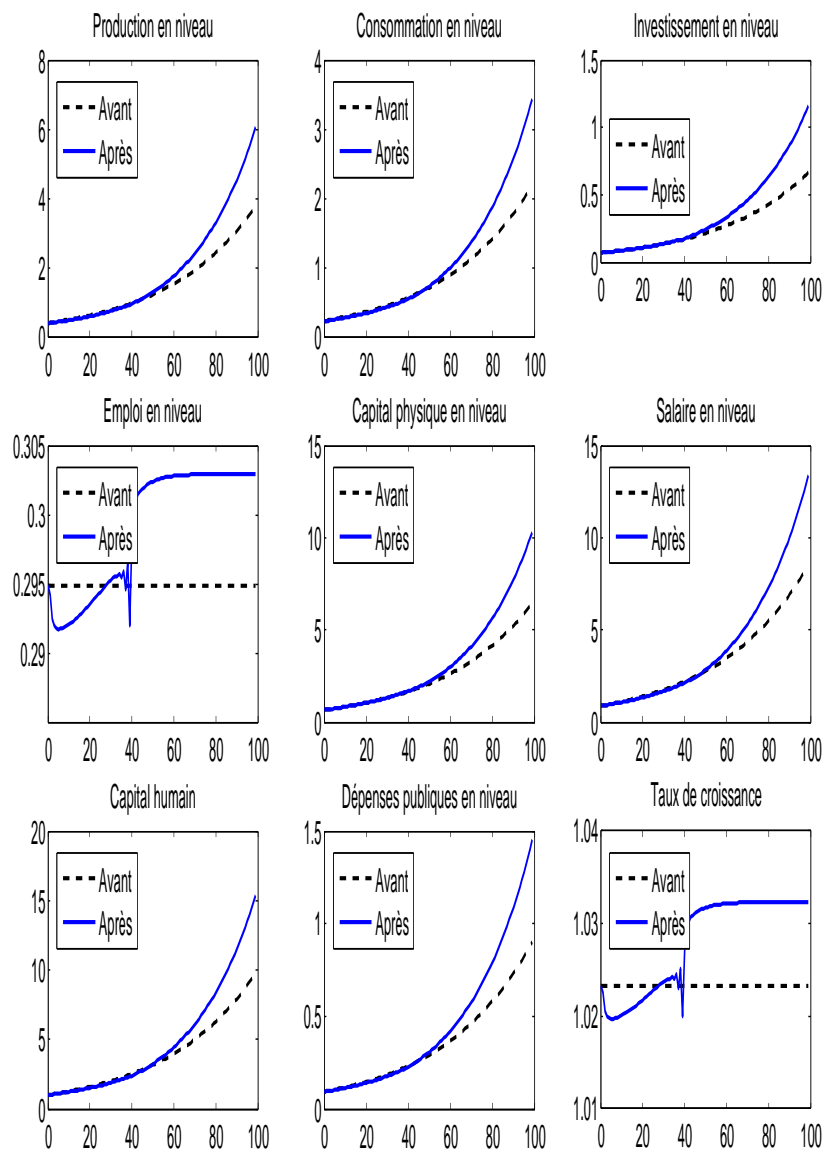 Production en niveau
8
6
4
2
0
0 20 40 60 80 100
Avant
Après
Consommation en niveau
4
3
2
1
0
0 20 40 60 80 100
Avant
Après
Investissement en niveau
1.5
1
0.5
0
0 20 40 60 80 100
Avant
Après
Emploi en niveau
0.305
0.3
0.295
0.29
0 20 40 60 80 100
Avant
Après
Capital physique en niveau
15
10
5
0
0 20 40 60 80 100
Avant
Après
Salaire en niveau
15
10
5
0
0 20 40 60 80 100
Avant
Après
Capital humain
20
15
10
5
0
0 20 40 60 80 100
Avant
Après
Dépenses publiques en niveau
1.5
1
0.5
0
0 20 40 60 80 100
Avant
Après
Taux de croissance
1.04
1.03
1.02
1.01
0 20 40 60 80 100
Avant
Après